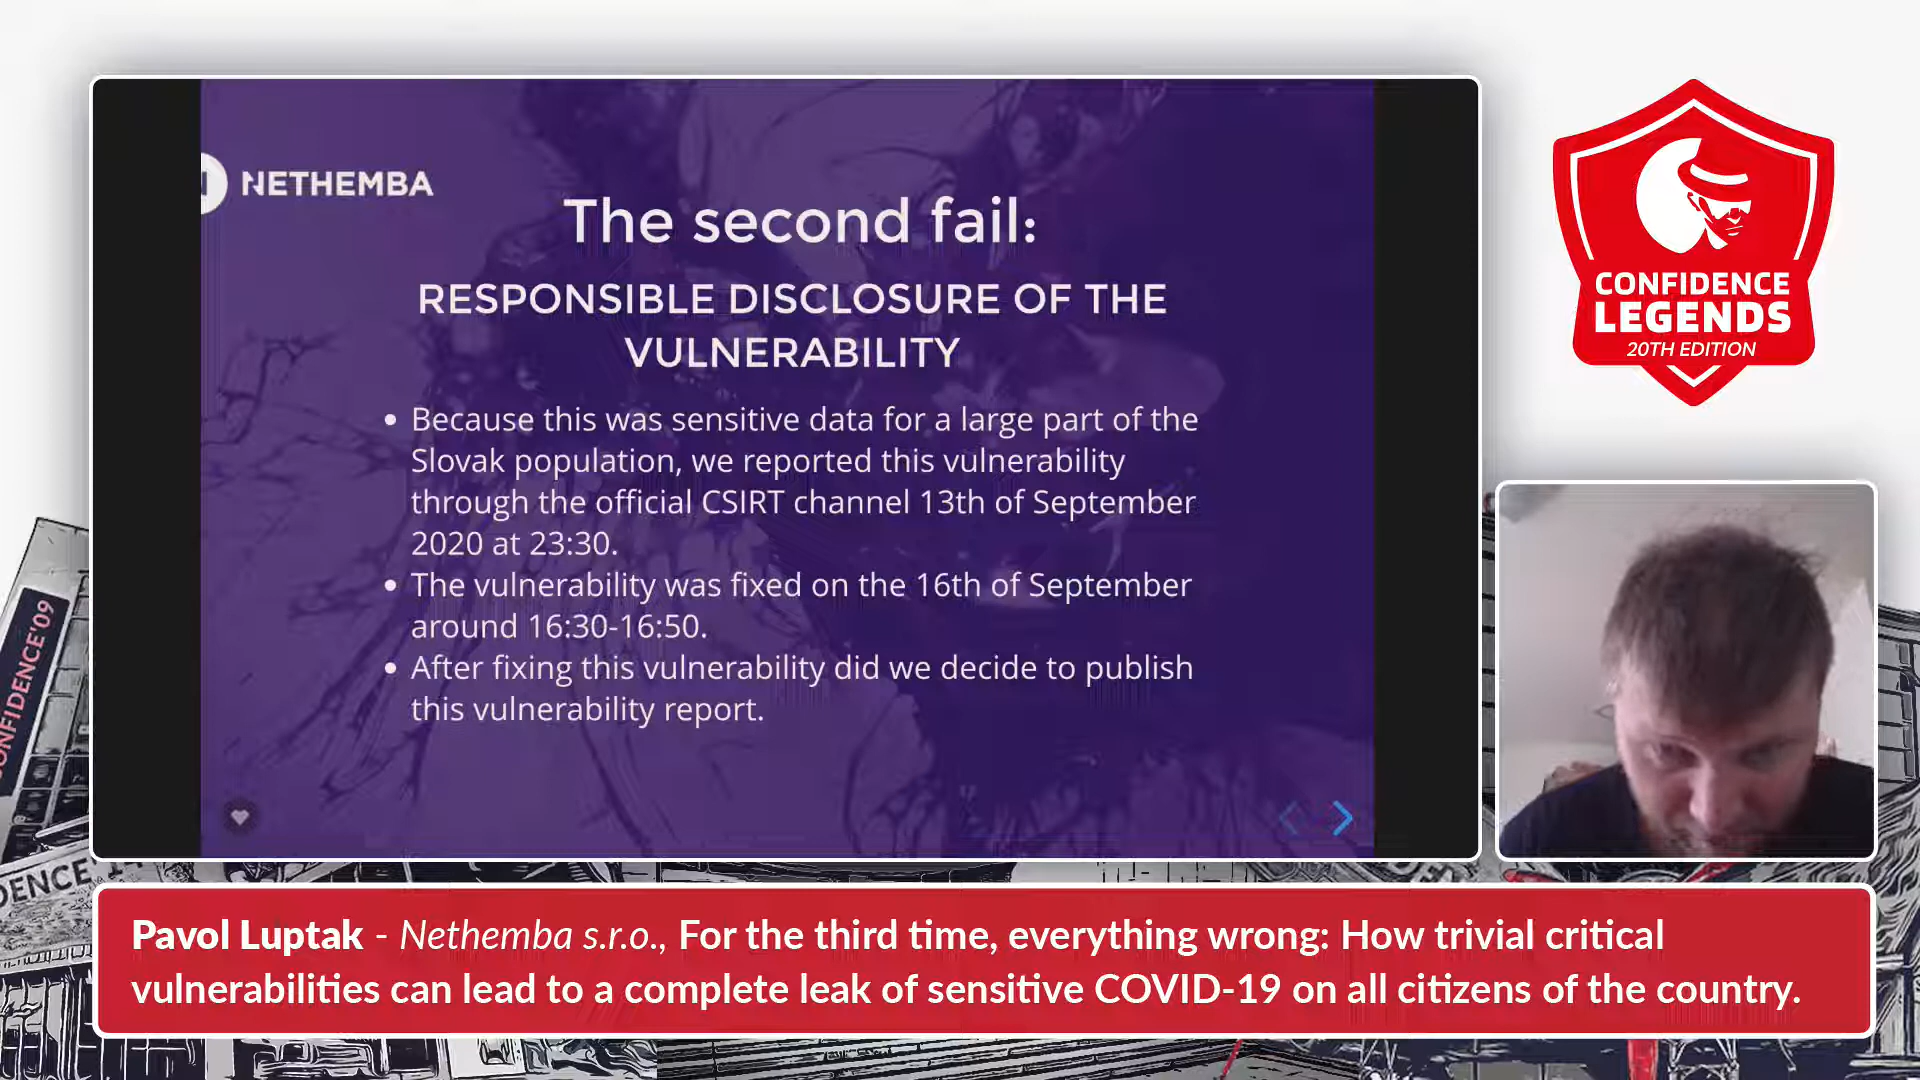 NETHEMBA
The second fail:
RESPONSIBLE DISCLOSURE OF THE
VULNERABILITY
• Because this was sensitive data for a large part of the
Slovak population, we reported this vulnerability
through the official CSIRT channel 13th of September
2020 at 23:30.
• The vulnerability was fixed on the 16th of September
around 16:30-16:50.
• After fixing this vulnerability did we decide to publish
this vulnerability report.
CONFIDENCE
LEGENDS
20TH EDITION
CONFIDENCE'09
Pavol Luptak - Nethemba s.r.o., For the third time, everything wrong: How trivial critical
vulnerabilities can lead to a complete leak of sensitive COVID-19 on all citizens of the country.